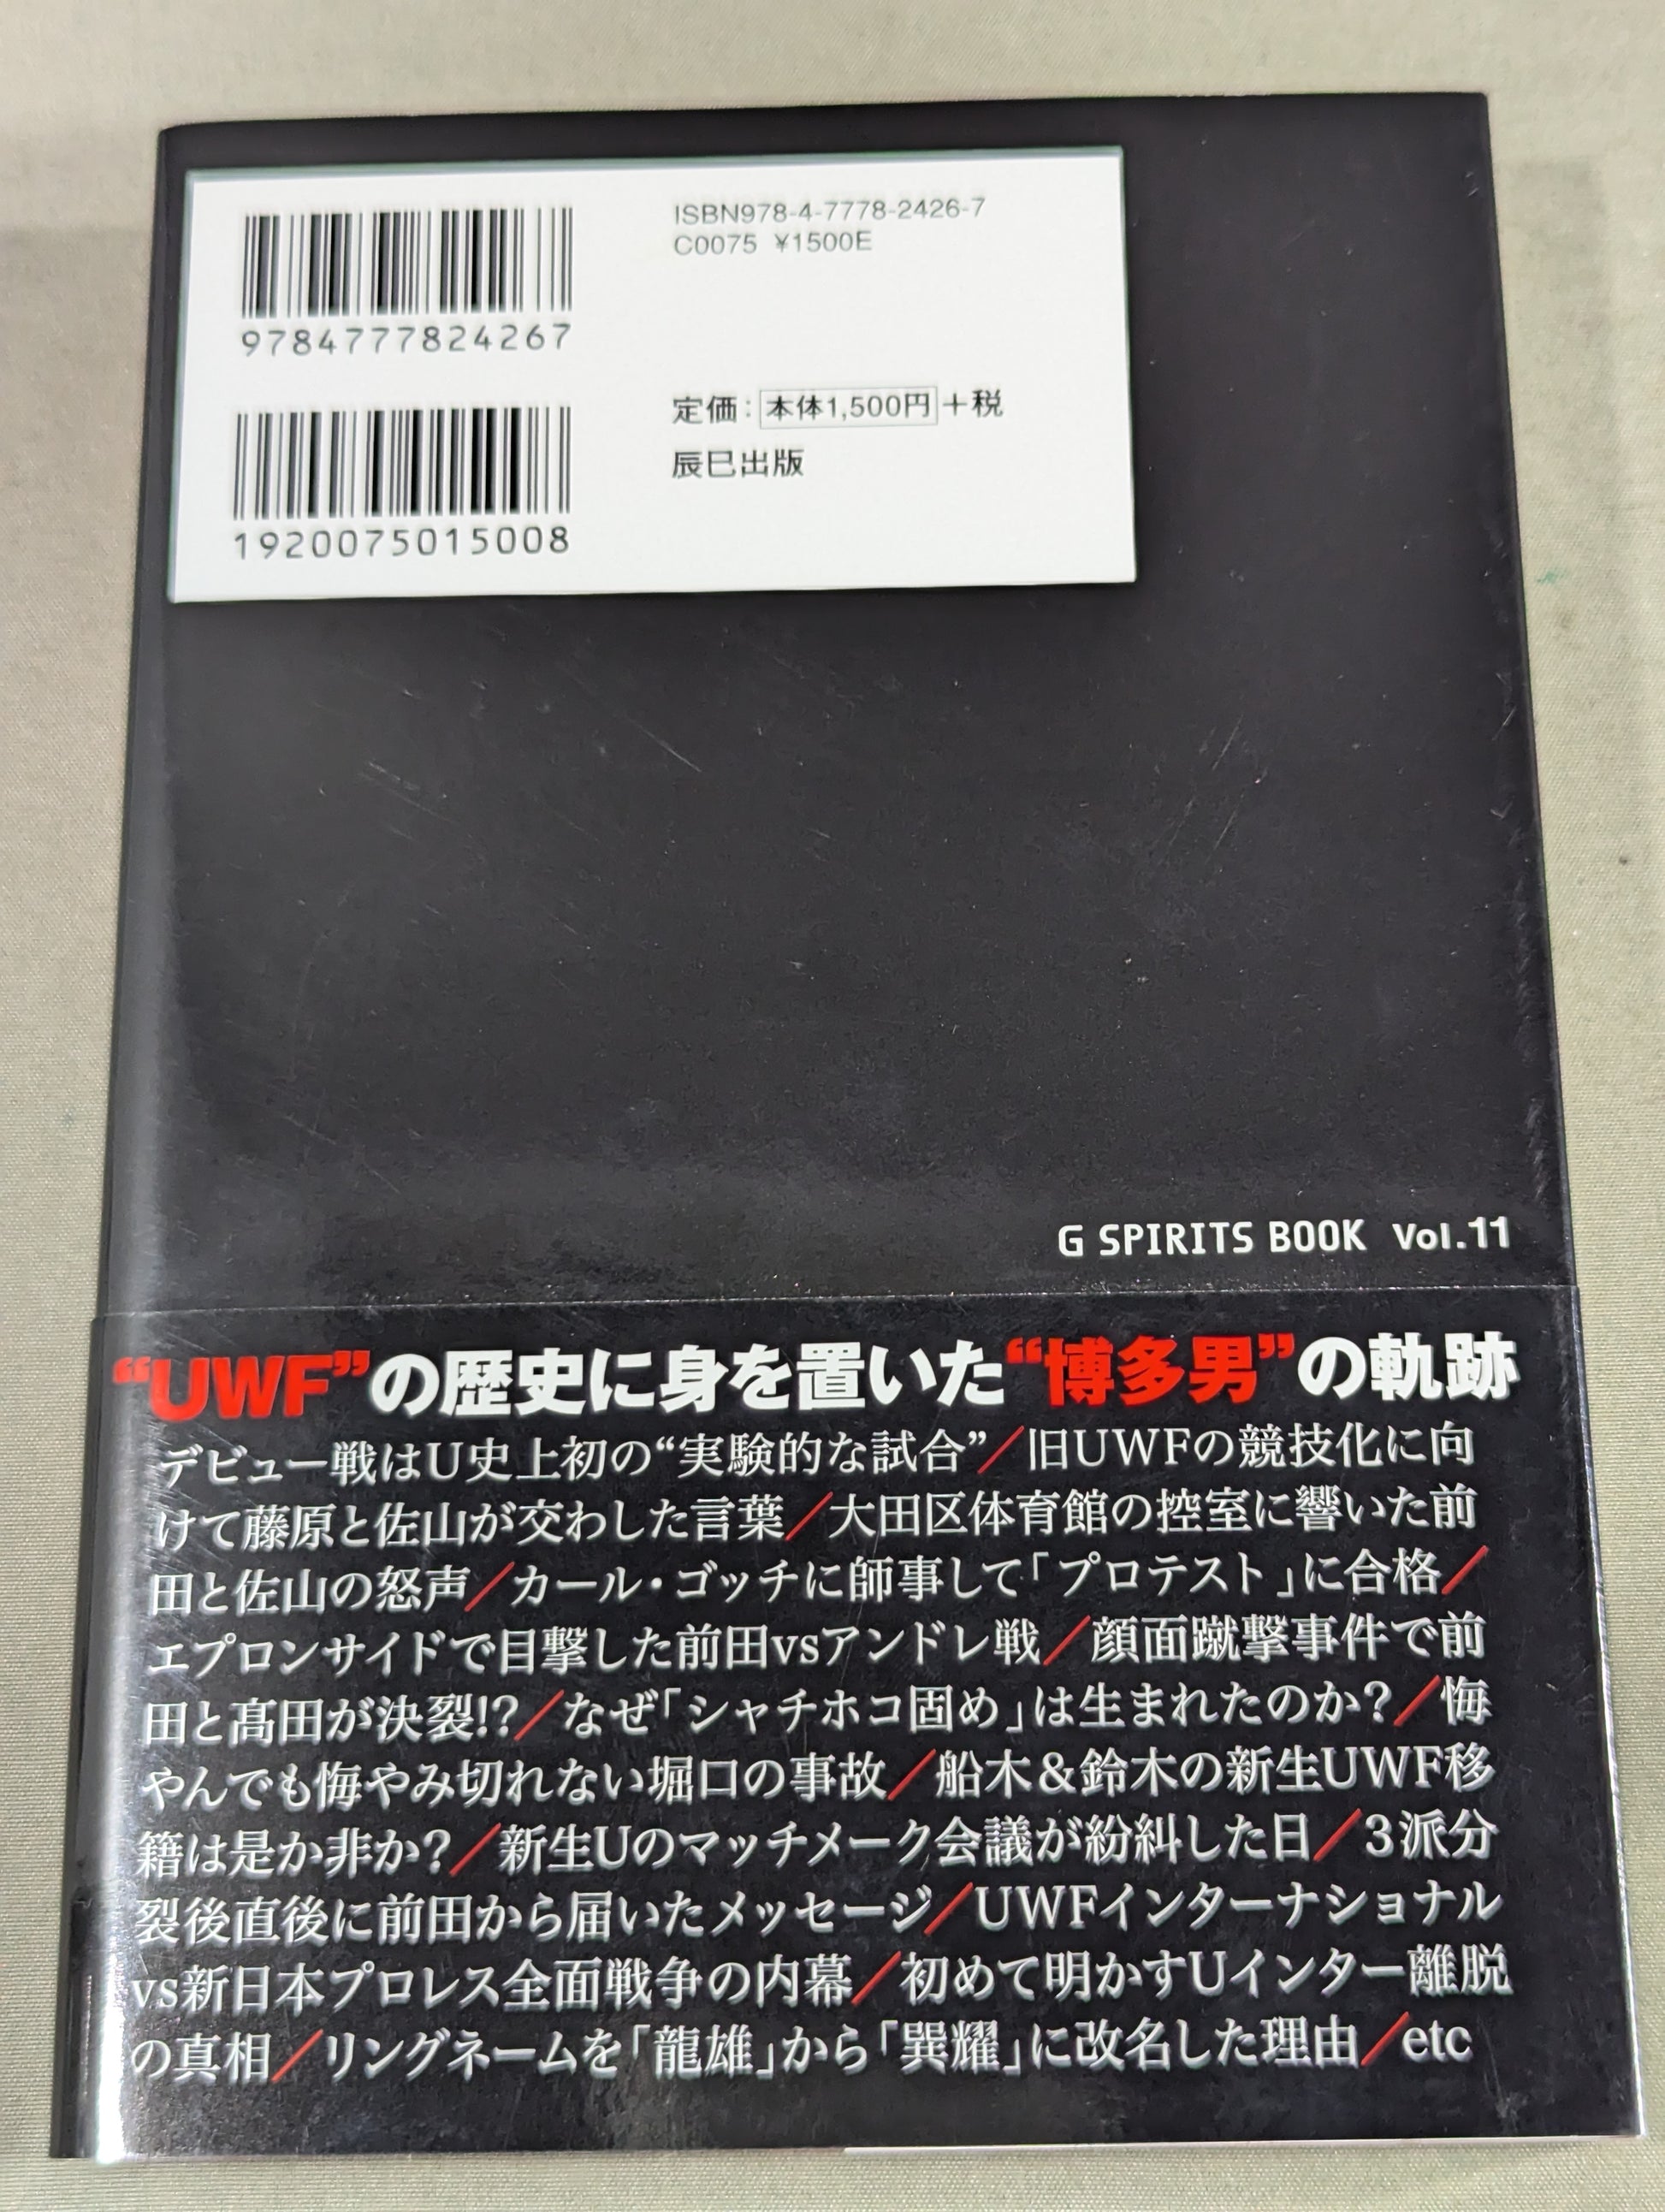 ISBN978-4-7778-2426-7
C0075 ¥1500E
9784777824267
定価：本体1,500円＋税
辰巳出版
1920075015008
G SPIRITS BOOK Vol.11
“UWF”の歴史に身を置いた“博多男”の軌跡
デビュー戦はU史上初の“実験的な試合”／旧UWFの競技化に向
けて藤原と佐山が交わした言葉／大田区体育館の控室に響いた前
田と佐山の怒声／カール・ゴッチに師事して「プロテスト」に合格／
エプロンサイドで目撃した前田vsアンドレ戦／顔面蹴撃事件で前
田と髙田が決裂!?／なぜ「シャチホコ固め」は生まれたのか？／悔
やんでも悔やみ切れない堀口の事故／船木＆鈴木の新生UWF移
籍は是か非か？／新生Uのマッチメーク会議が紛糾した日／３派分
裂後直後に前田から届いたメッセージ／UWFインターナショナル
vs新日本プロレス全面戦争の内幕／初めて明かすUインター離脱
の真相／リングネームを「龍雄」から「巽耀」に改名した理由／etc